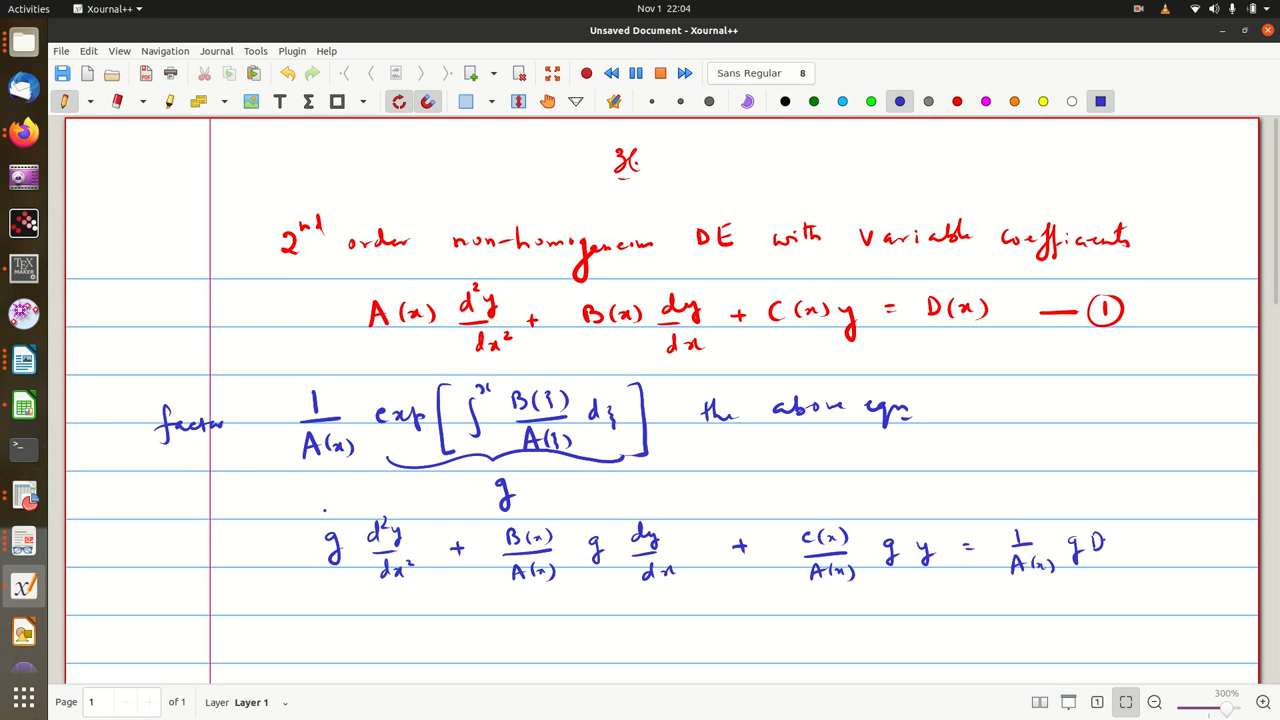 Activities Xournal++ Nov 1 22:04
Unsaved Document - Xournal++
File Edit View Navigation Journal Tools Plugin Help
PDF Sans Regular 8
2nd order non-homogeneous DE with Variable coefficients
A(x) d²y/dx² + B(x) dy/dx + C(x) y = D(x) — ①
factor 1/A(x) exp[∫^x B(ξ)/A(ξ) dξ] the above eqn
g
g d²y/dx² + B(x)/A(x) g dy/dx + C(x)/A(x) g y = 1/A(x) g D
Page 1 of 1 Layer Layer 1 300%